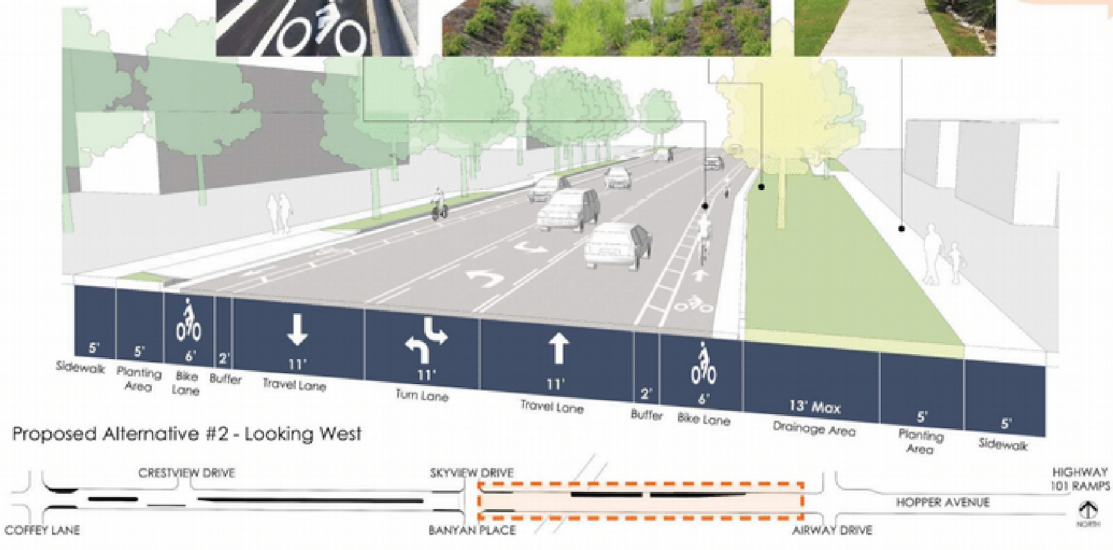 5'
Sidewalk
5'
Planting
Area
6'
Bike
Lane
2'
Buffer
11'
Travel Lane
11'
Turn Lane
11'
Travel Lane
2'
Buffer
6'
Bike Lane
13' Max
Drainage Area
5'
Planting
Area
5'
Sidewalk
Proposed Alternative #2 - Looking West
CRESTVIEW DRIVE
SKYVIEW DRIVE
HIGHWAY
101 RAMPS
HOPPER AVENUE
COFFEY LANE
BANYAN PLACE
AIRWAY DRIVE
NORTH